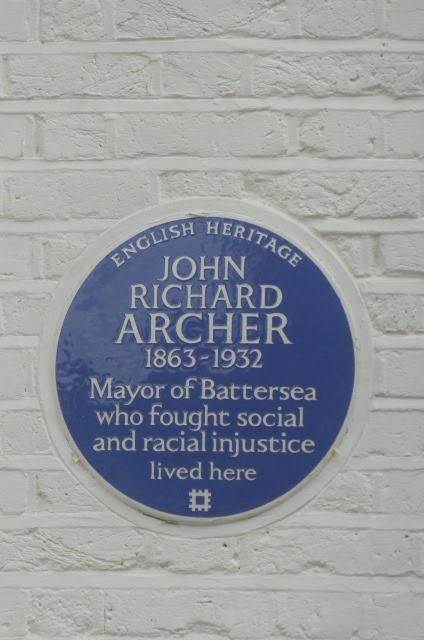 ENGLISH HERITAGE
JOHN
RICHARD
ARCHER
1863-1932
Mayor of Battersea
who fought social
and racial injustice
lived here